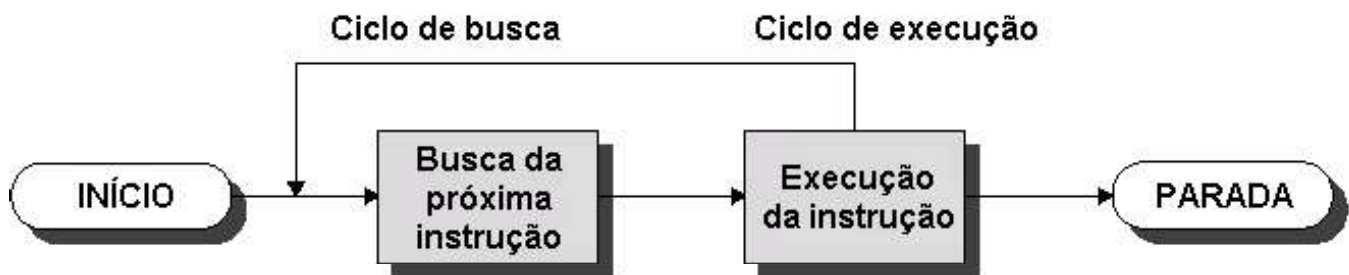 Ciclo de busca
Ciclo de execução
INÍCIO
Busca da
próxima
instrução
Execução
da instrução
PARADA